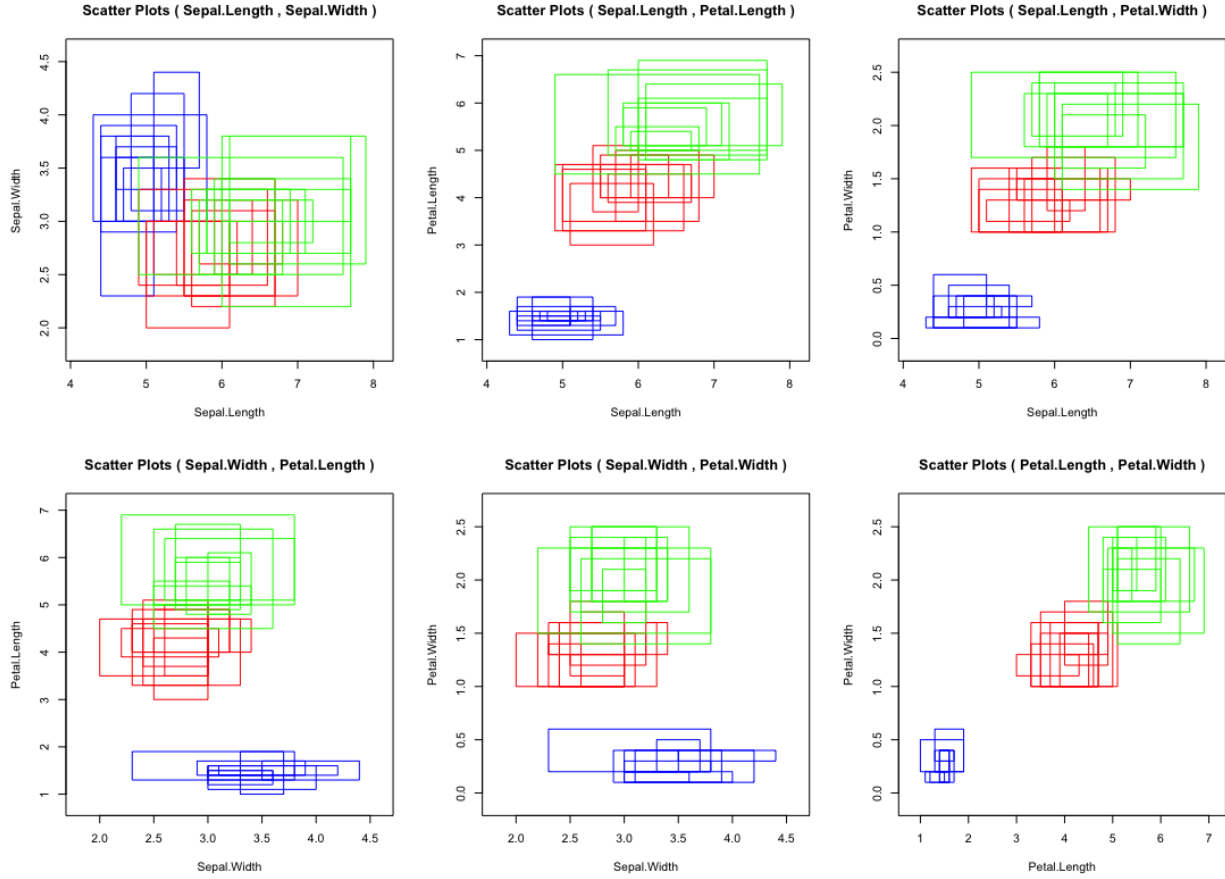 Scatter Plots ( Sepal.Length , Sepal.Width )
Sepal.Width
4.5
4.0
3.5
3.0
2.5
2.0
4 5 6 7 8
Sepal.Length
Scatter Plots ( Sepal.Length , Petal.Length )
Petal.Length
7
6
5
4
3
2
1
4 5 6 7 8
Sepal.Length
Scatter Plots ( Sepal.Length , Petal.Width )
Petal.Width
2.5
2.0
1.5
1.0
0.5
0.0
4 5 6 7 8
Sepal.Length
Scatter Plots ( Sepal.Width , Petal.Length )
Petal.Length
7
6
5
4
3
2
1
2.0 2.5 3.0 3.5 4.0 4.5
Sepal.Width
Scatter Plots ( Sepal.Width , Petal.Width )
Petal.Width
2.5
2.0
1.5
1.0
0.5
0.0
2.0 2.5 3.0 3.5 4.0 4.5
Sepal.Width
Scatter Plots ( Petal.Length , Petal.Width )
Petal.Width
2.5
2.0
1.5
1.0
0.5
0.0
1 2 3 4 5 6 7
Petal.Length